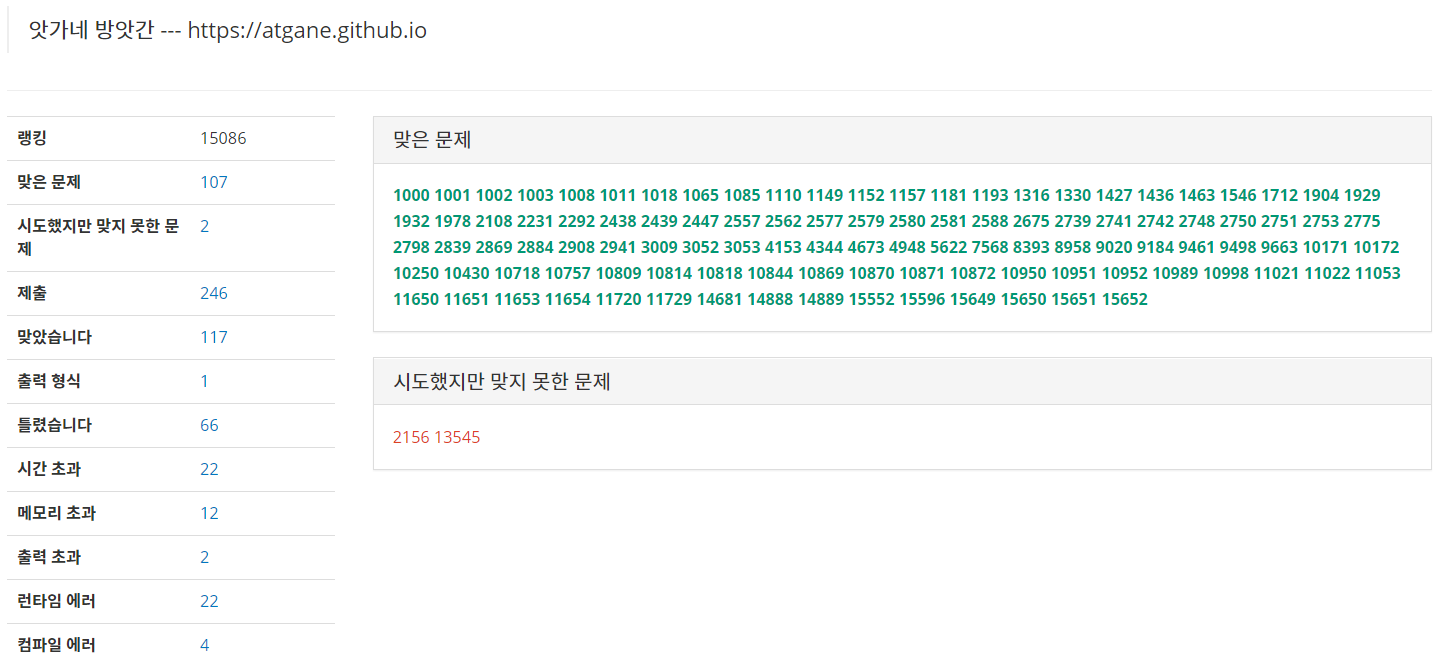 앗가네 방앗간 --- https://atgane.github.io
랭킹 15086
맞은 문제 107
시도했지만 맞지 못한 문 2
제
제출 246
맞았습니다 117
출력 형식 1
틀렸습니다 66
시간 초과 22
메모리 초과 12
출력 초과 2
런타임 에러 22
컴파일 에러 4
맞은 문제
1000 1001 1002 1003 1008 1011 1018 1065 1085 1110 1149 1152 1157 1181 1193 1316 1330 1427 1436 1463 1546 1712 1904 1929
1932 1978 2108 2231 2292 2438 2439 2447 2557 2562 2577 2579 2580 2581 2588 2675 2739 2741 2742 2748 2750 2751 2753 2775
2798 2839 2869 2884 2908 2941 3009 3052 3053 4153 4344 4673 4948 5622 7568 8393 8958 9020 9184 9461 9498 9663 10171 10172
10250 10430 10718 10757 10809 10814 10818 10844 10869 10870 10871 10872 10950 10951 10952 10989 10998 11021 11022 11053
11650 11651 11653 11654 11720 11729 14681 14888 14889 15552 15596 15649 15650 15651 15652
시도했지만 맞지 못한 문제
2156 13545